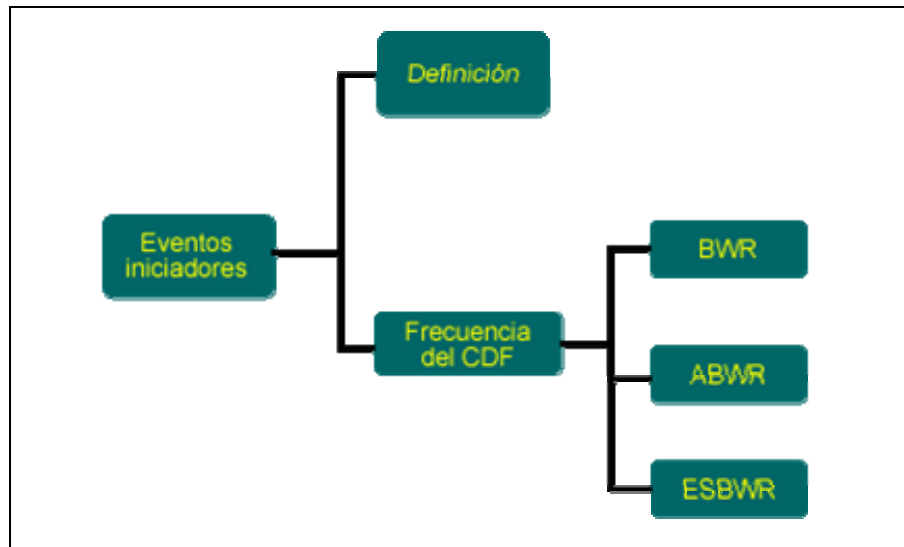 Definición
Eventos
iniciadores
BWR
Frecuencia
del CDF
ABWR
ESBWR